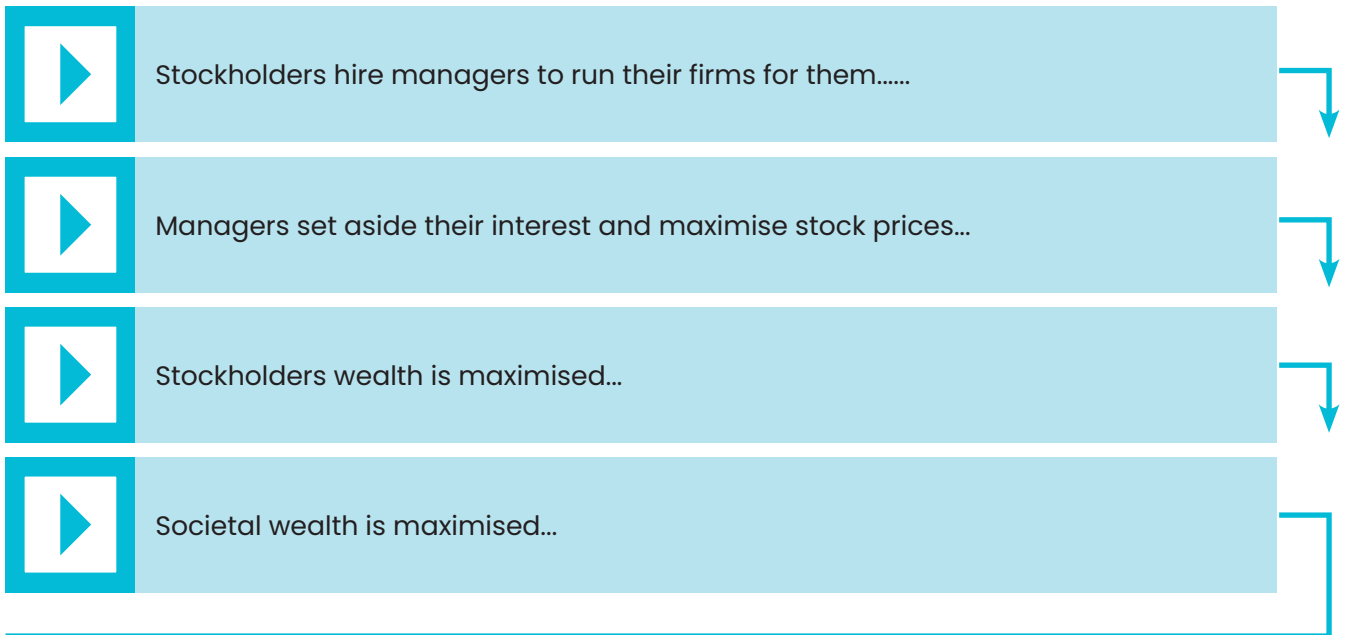 Stockholders hire managers to run their firms for them......
Managers set aside their interest and maximise stock prices...
Stockholders wealth is maximised...
Societal wealth is maximised...